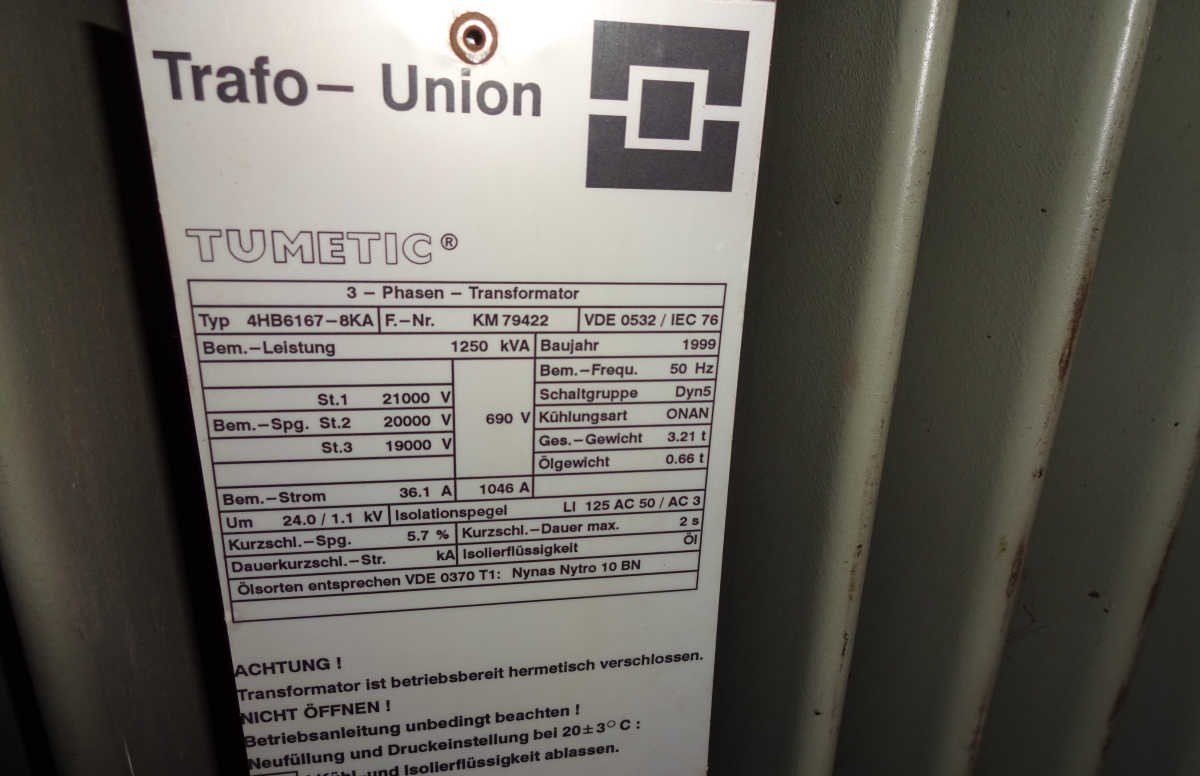 Trafo– Union
TUMETIC®
3 – Phasen – Transformator
Typ 4HB6167–8KA F.–Nr. KM 79422 VDE 0532 / IEC 76
Bem.–Leistung 1250 kVA Baujahr 1999
Bem.–Frequ. 50 Hz
St.1 21000 V Schaltgruppe Dyn5
Bem.–Spg. St.2 20000 V 690 V Kühlungsart ONAN
St.3 19000 V Ges.–Gewicht 3.21 t
Ölgewicht 0.66 t
Bem.–Strom 36.1 A 1046 A
Um 24.0 / 1.1 kV Isolationspegel LI 125 AC 50 / AC 3
Kurzschl.–Spg. 5.7 % Kurzschl.–Dauer max. 2 s
Dauerkurzschl.–Str. kA Isolierflüssigkeit Öl
Ölsorten entsprechen VDE 0370 T1: Nynas Nytro 10 BN
ACHTUNG !
Transformator ist betriebsbereit hermetisch verschlossen.
NICHT ÖFFNEN !
Betriebsanleitung unbedingt beachten !
Neufüllung und Druckeinstellung bei 20±3°C :
Kühl–und Isolierflüssigkeit ablassen.